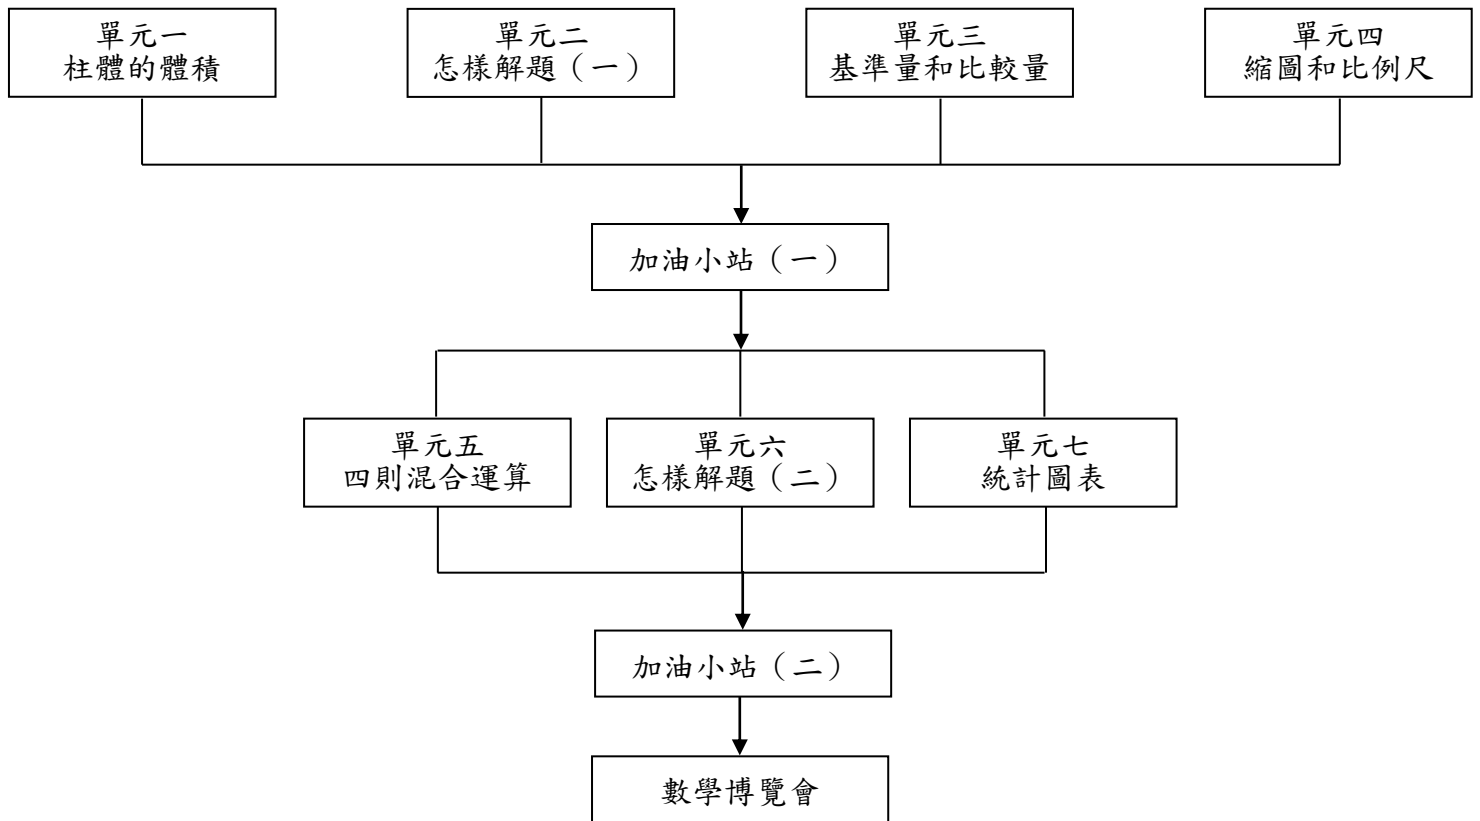 單元一
柱體的體積
單元二
怎樣解題（一）
單元三
基準量和比較量
單元四
縮圖和比例尺
加油小站（一）
單元五
四則混合運算
單元六
怎樣解題（二）
單元七
統計圖表
加油小站（二）
數學博覽會